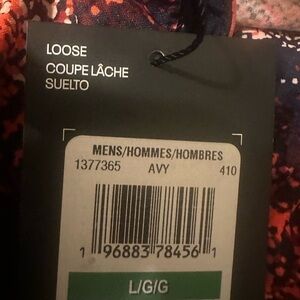 LOOSE
COUPE LÂCHE
SUELTO
MENS/HOMMES/HOMBRES
1377365 AVY 410
1 96883 78456 1
L/G/G